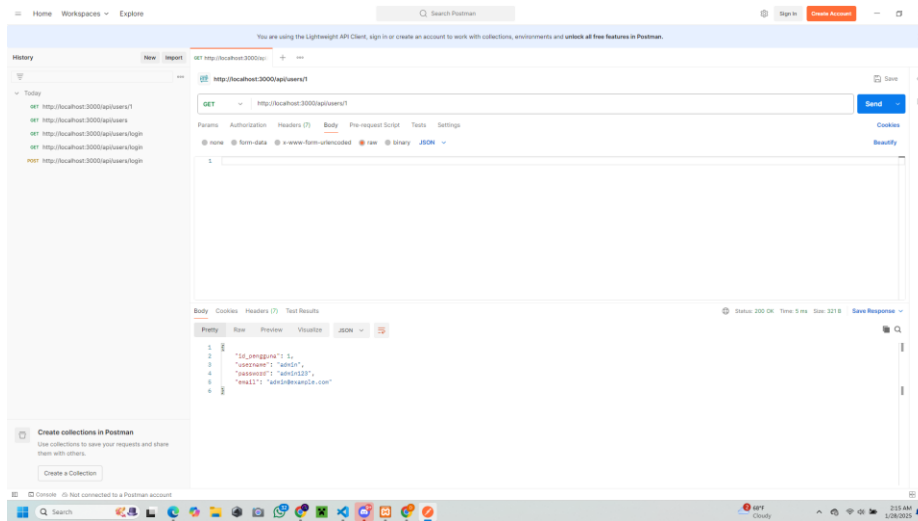 Home Workspaces Explore Search Postman Sign In Create Account
You are using the Lightweight API Client, sign in or create an account to work with collections, environments and unlock all free features in Postman.
History New Import GET http://localhost:3000/api
Today
GET http://localhost:3000/api/users/1
GET http://localhost:3000/api/users
GET http://localhost:3000/api/users/login
GET http://localhost:3000/api/users/login
POST http://localhost:3000/api/users/login
http://localhost:3000/api/users/1 Save
GET http://localhost:3000/api/users/1 Send
Params Authorization Headers (7) Body Pre-request Script Tests Settings Cookies
none form-data x-www-form-urlencoded raw binary JSON Beautify
1
Body Cookies Headers (7) Test Results Status: 200 OK Time: 5 ms Size: 321 B Save Response
Pretty Raw Preview Visualize JSON
1 {
2 "id_pengguna": 1,
3 "username": "admin",
4 "password": "admin123",
5 "email": "admin@example.com"
6 }
Create collections in Postman
Use collections to save your requests and share
them with others.
Create a Collection
Console Not connected to a Postman account
Search 68°F Cloudy 2:15 AM
1/28/2025